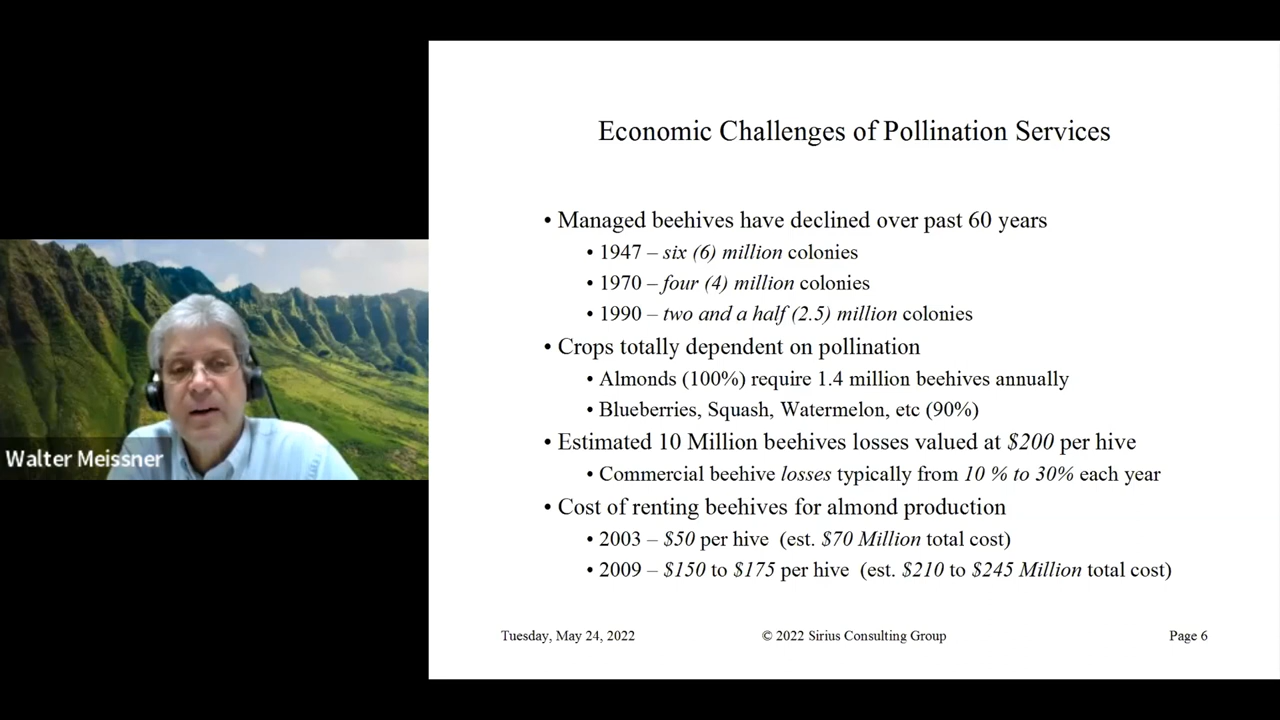 Economic Challenges of Pollination Services
• Managed beehives have declined over past 60 years
• 1947 – six (6) million colonies
• 1970 – four (4) million colonies
• 1990 – two and a half (2.5) million colonies
• Crops totally dependent on pollination
• Almonds (100%) require 1.4 million beehives annually
• Blueberries, Squash, Watermelon, etc (90%)
• Estimated 10 Million beehives losses valued at $200 per hive
• Commercial beehive losses typically from 10 % to 30% each year
• Cost of renting beehives for almond production
• 2003 – $50 per hive (est. $70 Million total cost)
• 2009 – $150 to $175 per hive (est. $210 to $245 Million total cost)
Tuesday, May 24, 2022
© 2022 Sirius Consulting Group
Page 6
Walter Meissner